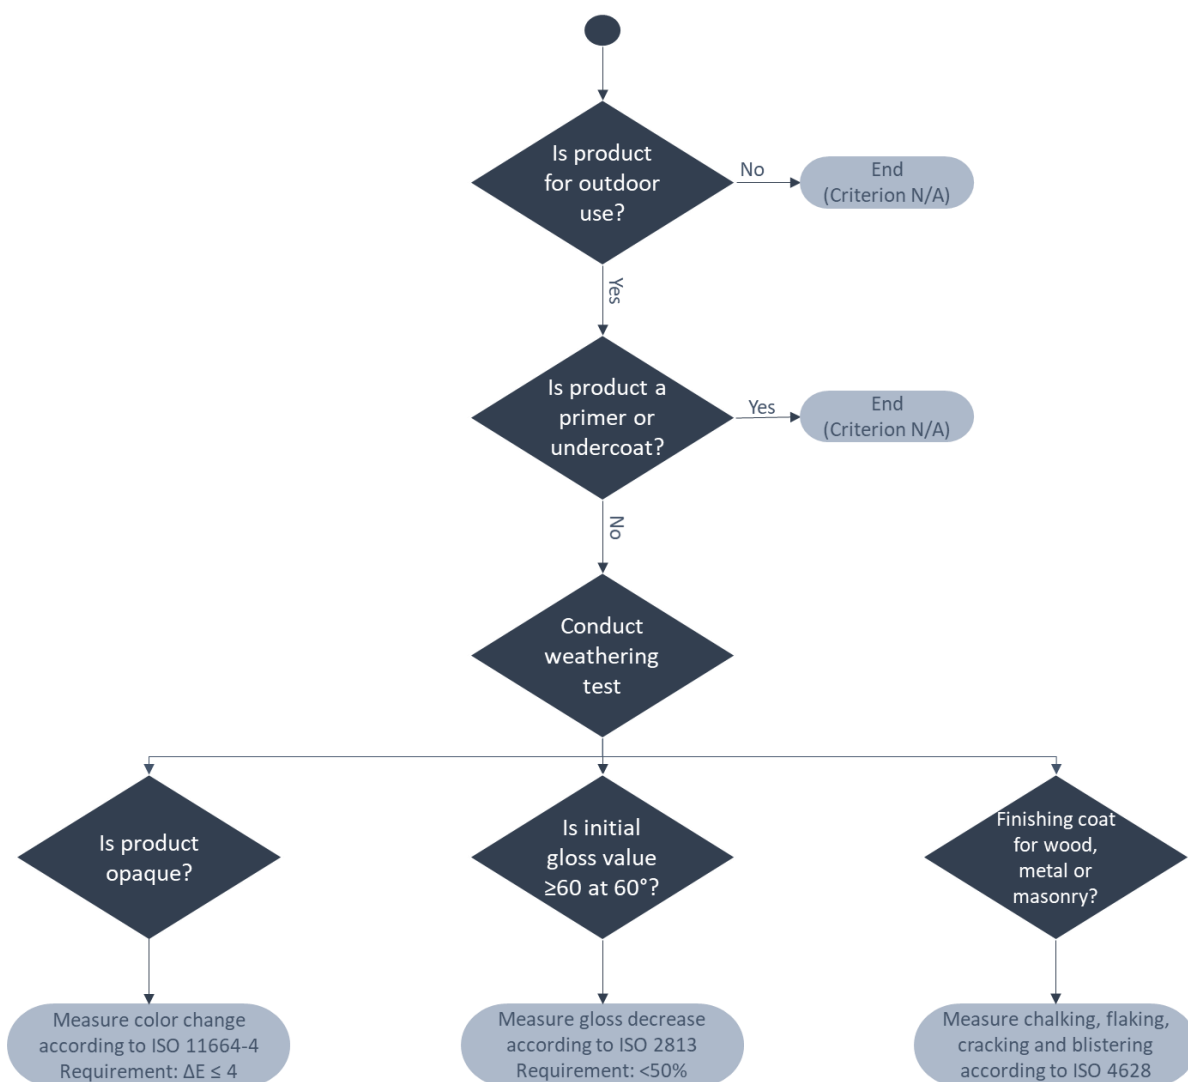 Is product
for outdoor
use?
No
End
(Criterion N/A)
Yes
Is product a
primer or
undercoat?
Yes
End
(Criterion N/A)
No
Conduct
weathering
test
Is product
opaque?
Is initial
gloss value
≥60 at 60°?
Finishing coat
for wood,
metal or
masonry?
Measure color change
according to ISO 11664-4
Requirement: ΔE ≤ 4
Measure gloss decrease
according to ISO 2813
Requirement: <50%
Measure chalking, flaking,
cracking and blistering
according to ISO 4628